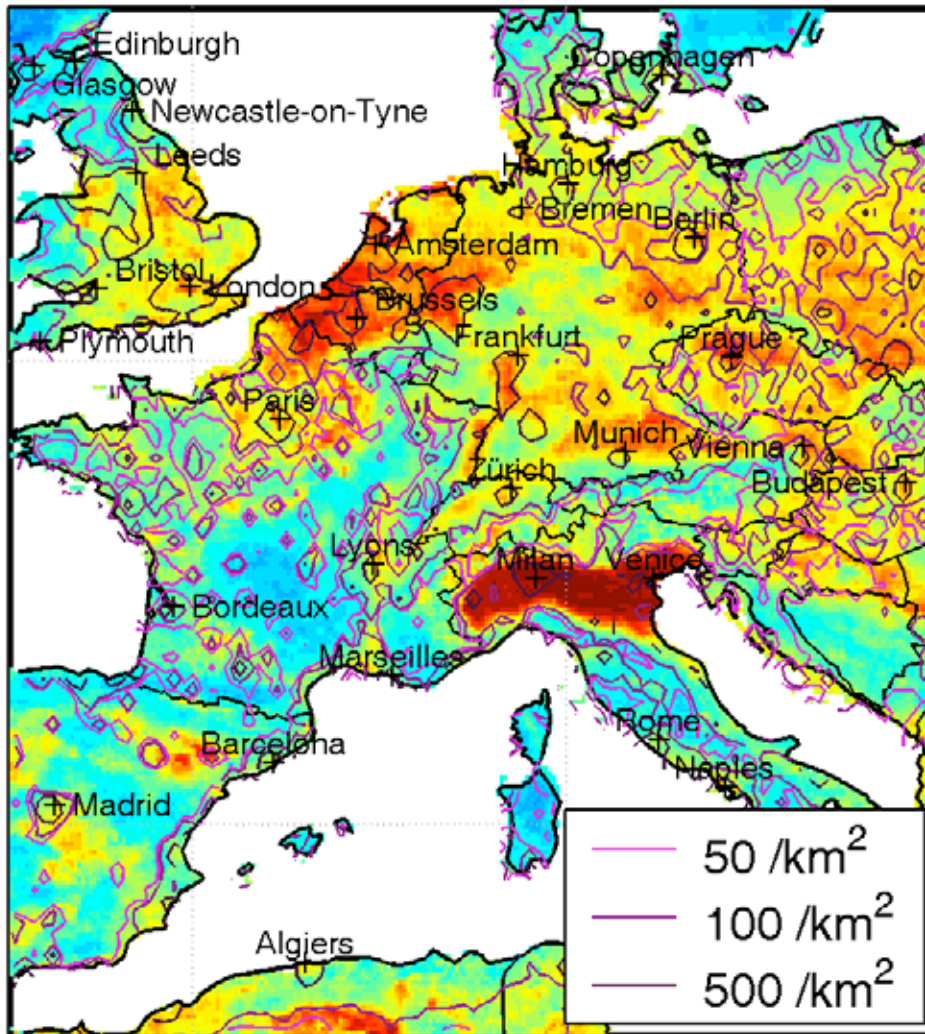 Edinburgh
Copenhagen
Glasgow
Newcastle-on-Tyne
Leeds
Hamburg
Bremen
Berlin
Amsterdam
Bristol
London
Brussels
Plymouth
Frankfurt
Prague
Paris
Munich
Vienna
Zürich
Budapest
Lyons
Milan
Venice
Bordeaux
Marseilles
Rome
Barcelona
Naples
Madrid
50 /km²
100 /km²
500 /km²
Algiers